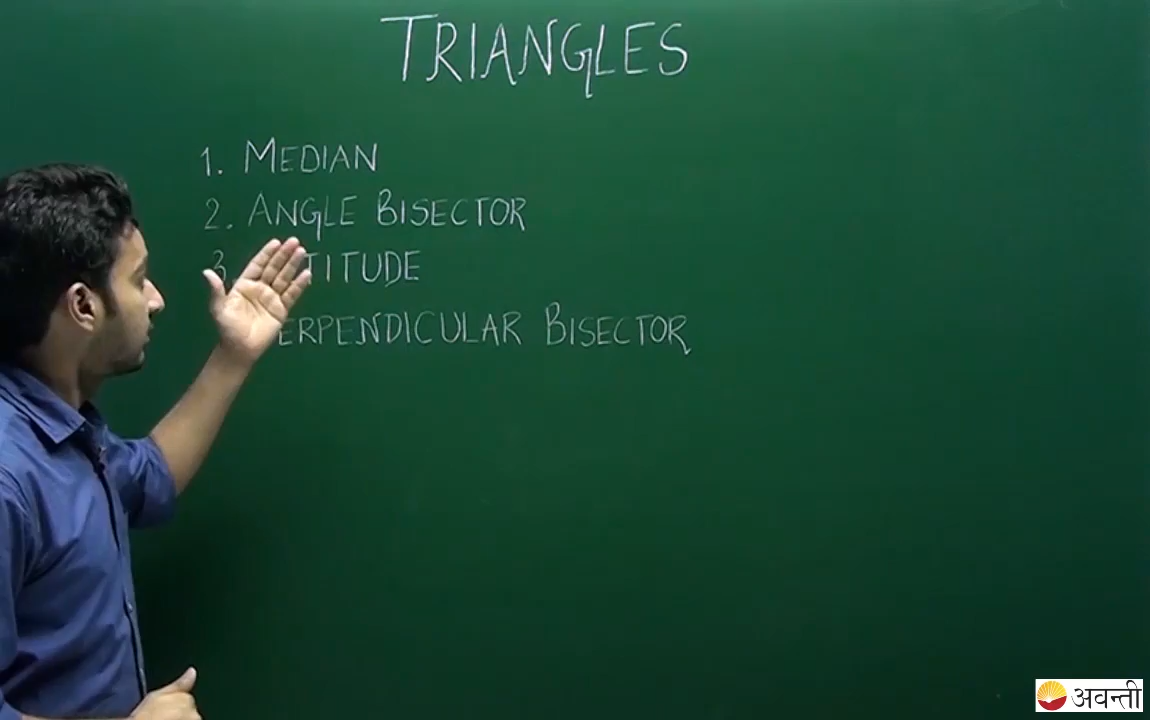 TRIANGLES
1. MEDIAN
2. ANGLE BISECTOR
3.
BISECTOR
अवन्ती